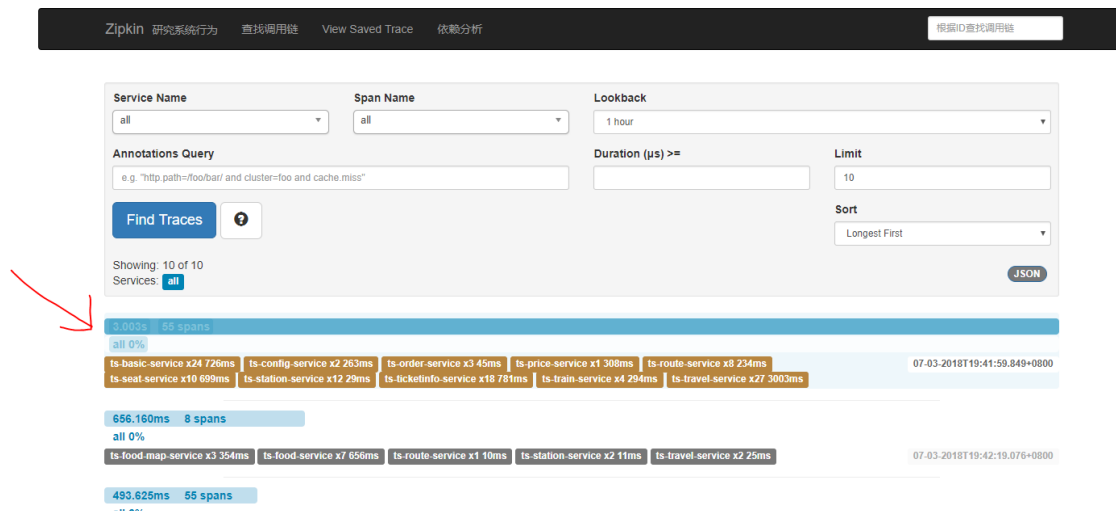 Zipkin 研究系统行为 查找调用链 View Saved Trace 依赖分析 根据ID查找调用链
Service Name Span Name Lookback
all all 1 hour
Annotations Query Duration (μs) >= Limit
e.g. "http.path=/foo/bar/ and cluster=foo and cache.miss" 10
Find Traces ? Sort
Longest First
Showing: 10 of 10
Services: all JSON
3.003s 55 spans
all 0%
ts-basic-service x24 726ms ts-config-service x2 263ms ts-order-service x3 45ms ts-price-service x1 308ms ts-route-service x8 234ms 07-03-2018T19:41:59.849+0800
ts-seat-service x10 699ms ts-station-service x12 29ms ts-ticketinfo-service x18 781ms ts-train-service x4 294ms ts-travel-service x27 3003ms
656.160ms 8 spans
all 0%
ts-food-map-service x3 354ms ts-food-service x7 656ms ts-route-service x1 10ms ts-station-service x2 11ms ts-travel-service x2 25ms 07-03-2018T19:42:19.076+0800
493.625ms 55 spans